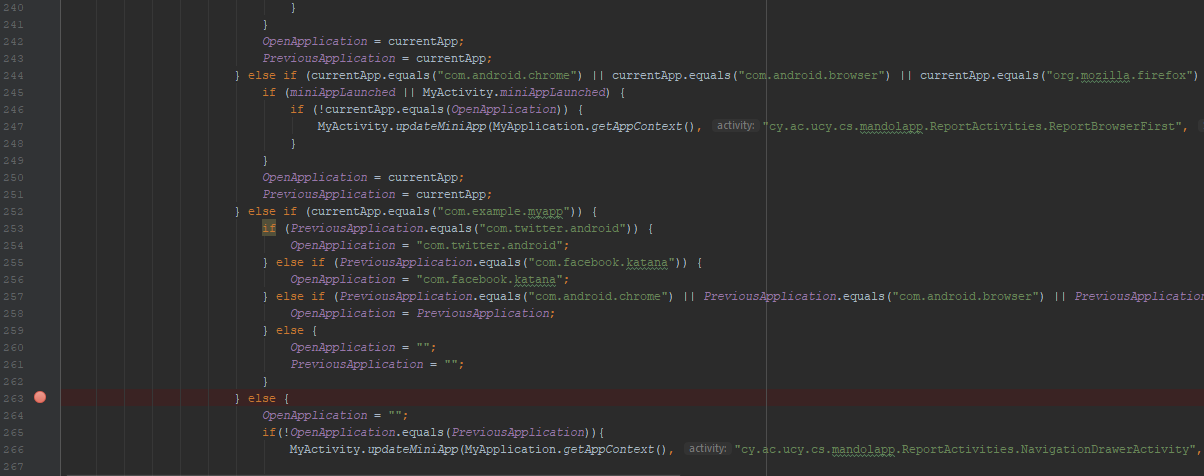 240 }
241 }
242 OpenApplication = currentApp;
243 PreviousApplication = currentApp;
244 } else if (currentApp.equals("com.android.chrome") || currentApp.equals("com.android.browser") || currentApp.equals("org.mozilla.firefox")
245 if (miniAppLaunched || MyActivity.miniAppLaunched) {
246 if (!currentApp.equals(OpenApplication)) {
247 MyActivity.updateMiniApp(MyApplication.getAppContext(), activity: "cy.ac.ucy.cs.mandolapp.ReportActivities.ReportBrowserFirst",
248 }
249 }
250 OpenApplication = currentApp;
251 PreviousApplication = currentApp;
252 } else if (currentApp.equals("com.example.myapp")) {
253 if (PreviousApplication.equals("com.twitter.android")) {
254 OpenApplication = "com.twitter.android";
255 } else if (PreviousApplication.equals("com.facebook.katana")) {
256 OpenApplication = "com.facebook.katana";
257 } else if (PreviousApplication.equals("com.android.chrome") || PreviousApplication.equals("com.android.browser") || PreviousApplication
258 OpenApplication = PreviousApplication;
259 } else {
260 OpenApplication = "";
261 PreviousApplication = "";
262 }
263 } else {
264 OpenApplication = "";
265 if(!OpenApplication.equals(PreviousApplication)){
266 MyActivity.updateMiniApp(MyApplication.getAppContext(), activity: "cy.ac.ucy.cs.mandolapp.ReportActivities.NavigationDrawerActivity",
267